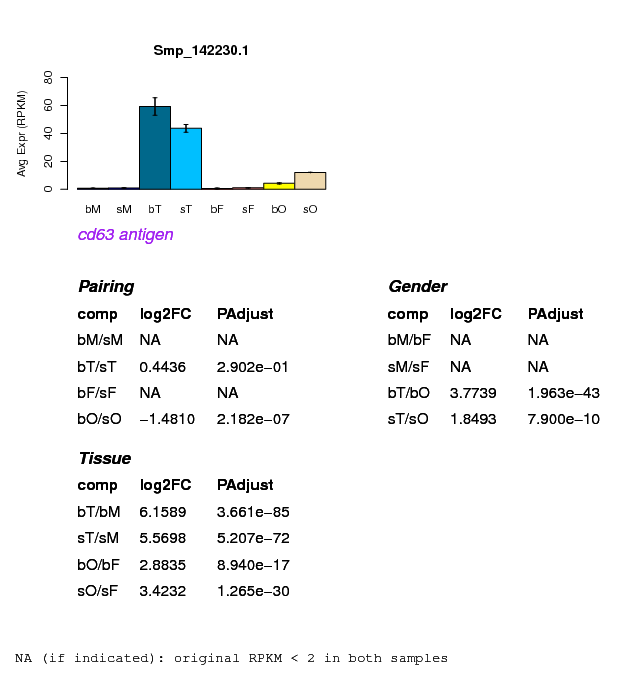 Smp_142230.1
Avg Expr (RPKM)
80
60
40
20
0
bM sM bT sT bF sF bO sO
cd63 antigen
Pairing
comp log2FC PAdjust
bM/sM NA NA
bT/sT 0.4436 2.902e−01
bF/sF NA NA
bO/sO −1.4810 2.182e−07
Gender
comp log2FC PAdjust
bM/bF NA NA
sM/sF NA NA
bT/bO 3.7739 1.963e−43
sT/sO 1.8493 7.900e−10
Tissue
comp log2FC PAdjust
bT/bM 6.1589 3.661e−85
sT/sM 5.5698 5.207e−72
bO/bF 2.8835 8.940e−17
sO/sF 3.4232 1.265e−30
NA (if indicated): original RPKM < 2 in both samples